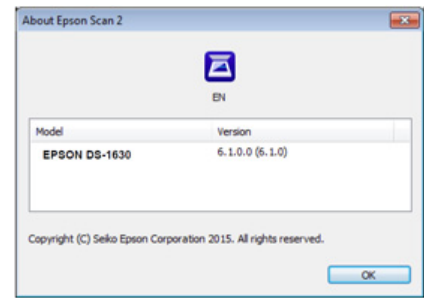 About Epson Scan 2
EN
Model Version
EPSON DS-1630 6.1.0.0 (6.1.0)
Copyright (C) Seiko Epson Corporation 2015. All rights reserved.
OK